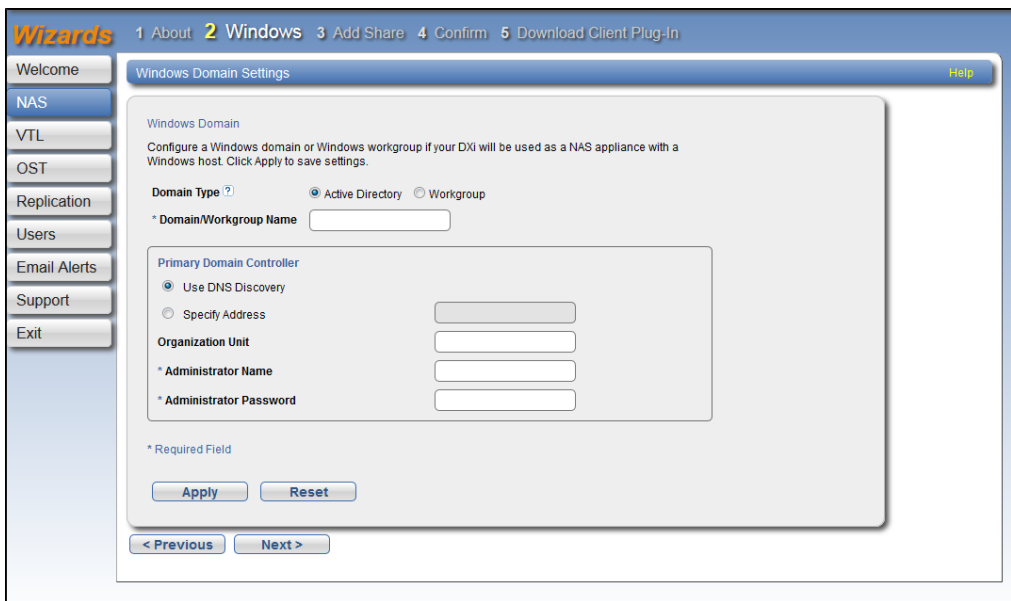 Wizards
1 About 2 Windows 3 Add Share 4 Confirm 5 Download Client Plug-In
Welcome
NAS
VTL
OST
Replication
Users
Email Alerts
Support
Exit
Windows Domain Settings
Help
Windows Domain
Configure a Windows domain or Windows workgroup if your DXi will be used as a NAS appliance with a
Windows host. Click Apply to save settings.
Domain Type ? Active Directory Workgroup
* Domain/Workgroup Name
Primary Domain Controller
Use DNS Discovery
Specify Address
Organization Unit
* Administrator Name
* Administrator Password
* Required Field
Apply Reset
< Previous Next >